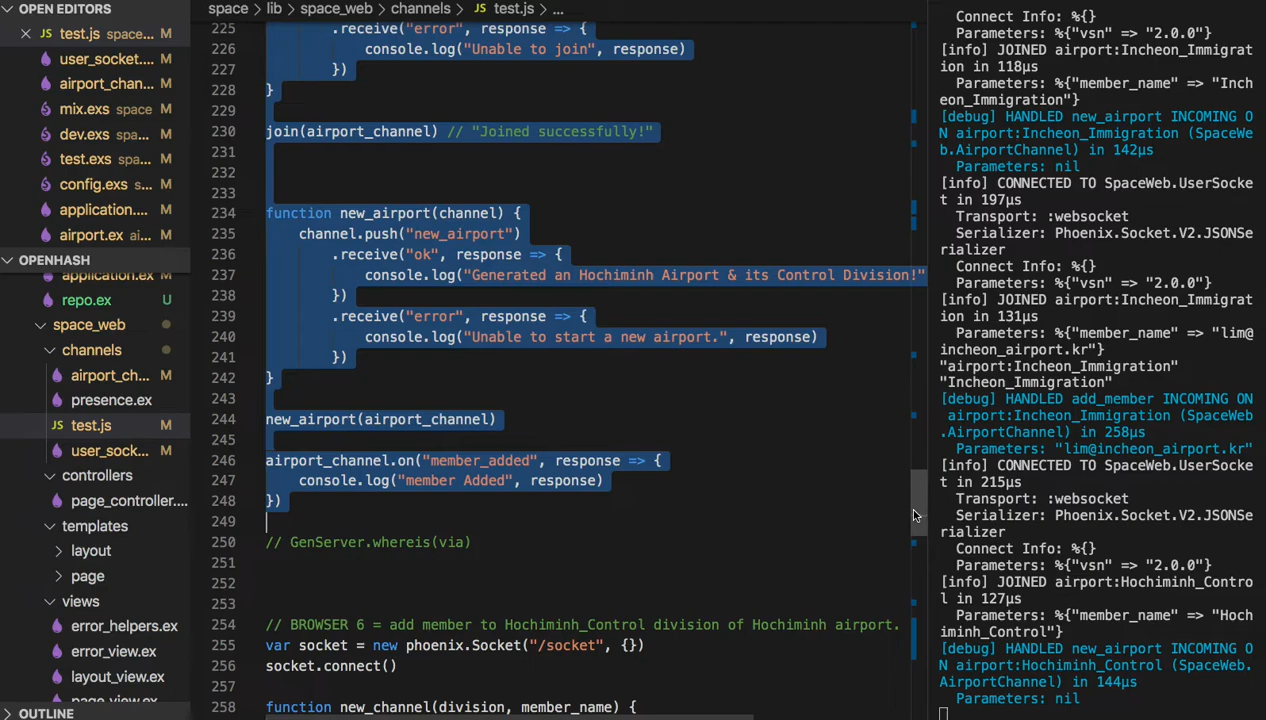 OPEN EDITORS
JS test.js space... M
user_socket.... M
airport_chan... M
mix.exs space M
dev.exs spa... M
test.exs spa... M
config.exs s... M
application.... M
airport.ex ai... M
OPENHASH
application.ex M
repo.ex U
space_web
channels
airport_ch... M
presence.ex
JS test.js M
user_sock... M
controllers
page_controller....
templates
layout
page
views
error_helpers.ex
error_view.ex
layout_view.ex
page_view.ex
OUTLINE
space > lib > space_web > channels > JS test.js > ...
225 .receive("error", response => {
226 console.log("Unable to join", response)
227 })
228 }
229
230 join(airport_channel) // "Joined successfully!"
231
232
233
234 function new_airport(channel) {
235 channel.push("new_airport")
236 .receive("ok", response => {
237 console.log("Generated an Hochiminh Airport & its Control Division!"
238 })
239 .receive("error", response => {
240 console.log("Unable to start a new airport.", response)
241 })
242 }
243
244 new_airport(airport_channel)
245
246 airport_channel.on("member_added", response => {
247 console.log("member Added", response)
248 })
249
250 // GenServer.whereis(via)
251
252
253
254 // BROWSER 6 = add member to Hochiminh_Control division of Hochiminh airport.
255 var socket = new phoenix.Socket("/socket", {})
256 socket.connect()
257
258 function new_channel(division, member_name) {
Connect Info: %{}
Parameters: %{"vsn" => "2.0.0"}
[info] JOINED airport:Incheon_Immigrat
ion in 118µs
Parameters: %{"member_name" => "Inch
eon_Immigration"}
[debug] HANDLED new_airport INCOMING O
N airport:Incheon_Immigration (SpaceWe
b.AirportChannel) in 142µs
Parameters: nil
[info] CONNECTED TO SpaceWeb.UserSocke
t in 197µs
Transport: :websocket
Serializer: Phoenix.Socket.V2.JSONSe
rializer
Connect Info: %{}
Parameters: %{"vsn" => "2.0.0"}
[info] JOINED airport:Incheon_Immigrat
ion in 131µs
Parameters: %{"member_name" => "lim@
incheon_airport.kr"}
"airport:Incheon_Immigration"
"Incheon_Immigration"
[debug] HANDLED add_member INCOMING ON
airport:Incheon_Immigration (SpaceWeb
.AirportChannel) in 258µs
Parameters: "lim@incheon_airport.kr"
[info] CONNECTED TO SpaceWeb.UserSocke
t in 215µs
Transport: :websocket
Serializer: Phoenix.Socket.V2.JSONSe
rializer
Connect Info: %{}
Parameters: %{"vsn" => "2.0.0"}
[info] JOINED airport:Hochiminh_Contro
l in 127µs
Parameters: %{"member_name" => "Hoch
iminh_Control"}
[debug] HANDLED new_airport INCOMING O
N airport:Hochiminh_Control (SpaceWeb.
AirportChannel) in 144µs
Parameters: nil